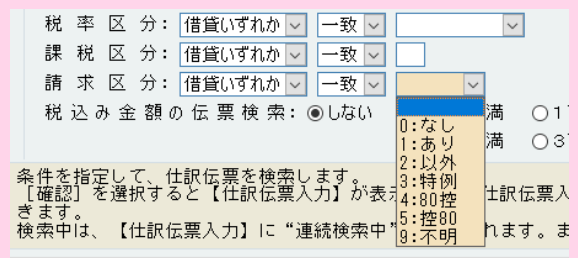 税率区分： 借貸いずれか 一致
課税区分： 借貸いずれか 一致
請求区分： 借貸いずれか 一致
税込み金額の伝票検索： しない 満 1
満 3
0:なし
1:あり
2:以外
3:特例
4:80控
5:控80
9:不明
条件を指定して、仕訳伝票を検索します。
［確認］を選択すると【仕訳伝票入力】が表 仕訳伝票入
きます。
検索中は、【仕訳伝票入力】に“連続検索中” れます。ま